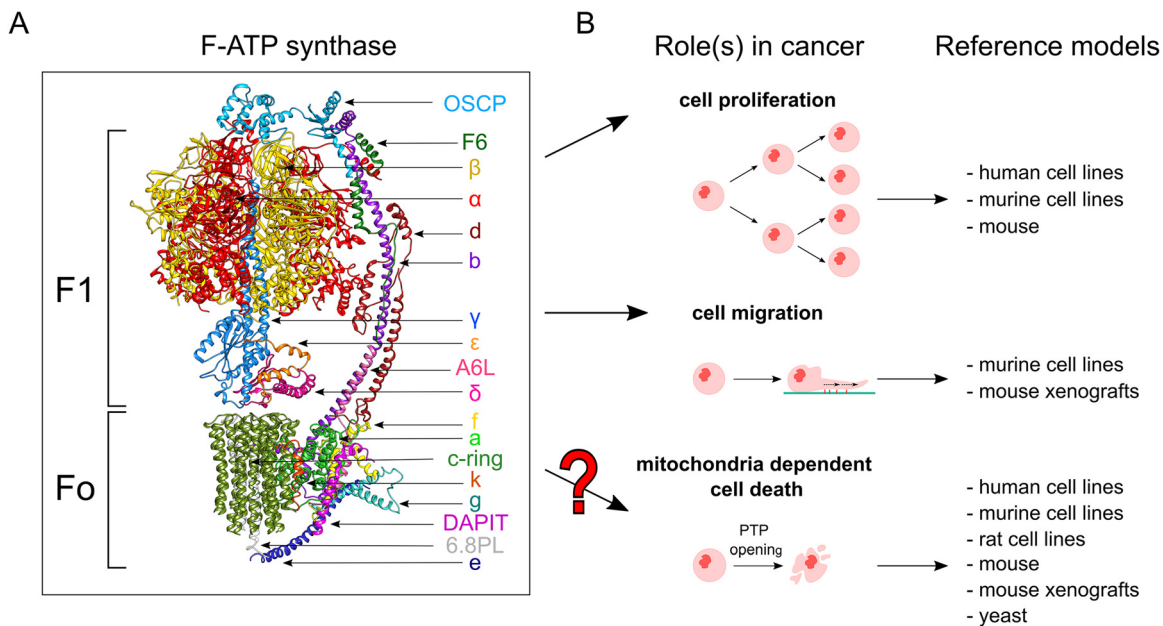 A
F-ATP synthase
F1
Fo
OSCP
F6
β
α
d
b
γ
ε
A6L
δ
f
a
c-ring
k
g
DAPIT
6.8PL
e
B
Role(s) in cancer
Reference models
cell proliferation
- human cell lines
- murine cell lines
- mouse
cell migration
- murine cell lines
- mouse xenografts
?
mitochondria dependent
cell death
PTP
opening
- human cell lines
- murine cell lines
- rat cell lines
- mouse
- mouse xenografts
- yeast